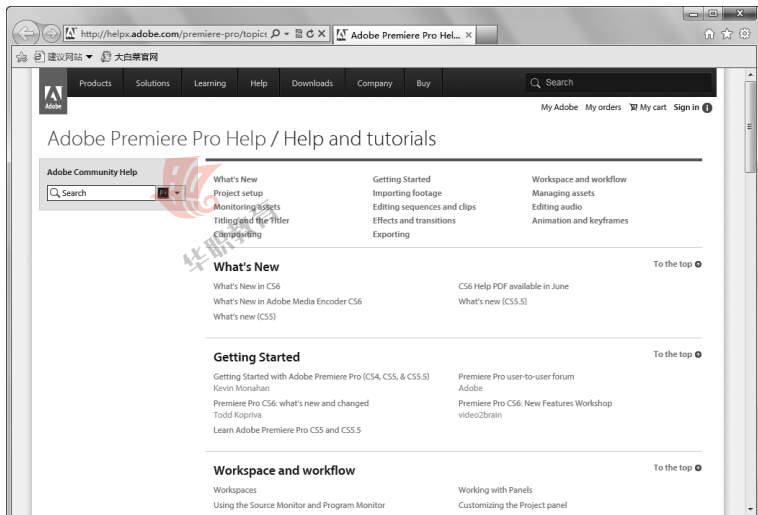 http://helpx.adobe.com/premiere-pro/topics
Adobe Premiere Pro Hel...
建议网站
大白菜官网
Products Solutions Learning Help Downloads Company Buy
Search
Adobe
My Adobe My orders My cart Sign in
Adobe Premiere Pro Help / Help and tutorials
Adobe Community Help
Search
What's New Getting Started Workspace and workflow
Project setup Importing footage Managing assets
Monitoring assets Editing sequences and clips Editing audio
Titling and the Titler Effects and transitions Animation and keyframes
Compositing Exporting
华职教育
What's New To the top
What's New in CS6 CS6 Help PDF available in June
What's New in Adobe Media Encoder CS6 What's new (CS5.5)
What's new (CS5)
Getting Started To the top
Getting Started with Adobe Premiere Pro (CS4, CS5, & CS5.5) Premiere Pro user-to-user forum
Kevin Monahan Adobe
Premiere Pro CS6: what's new and changed Premiere Pro CS6: New Features Workshop
Todd Kopriva video2brain
Learn Adobe Premiere Pro CS5 and CS5.5
Workspace and workflow To the top
Workspaces Working with Panels
Using the Source Monitor and Program Monitor Customizing the Project panel